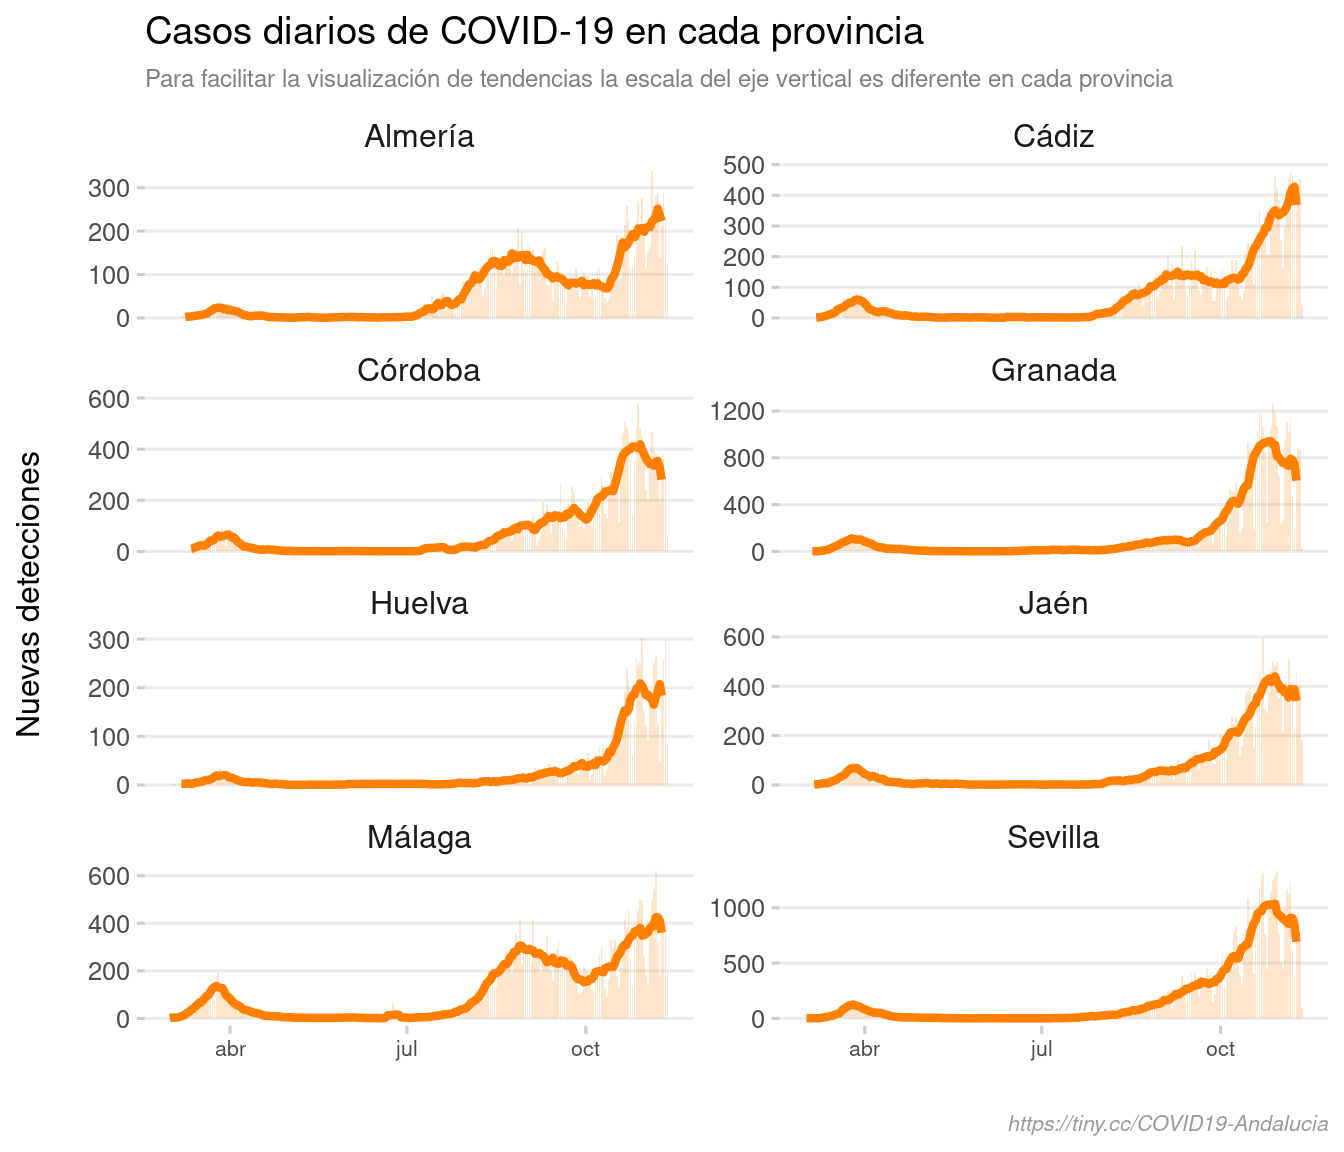 Casos diarios de COVID-19 en cada provincia
Para facilitar la visualización de tendencias la escala del eje vertical es diferente en cada provincia
Nuevas detecciones
Almería
300
200
100
0
Cádiz
500
400
300
200
100
0
Córdoba
600
400
200
0
Granada
1200
800
400
0
Huelva
300
200
100
0
Jaén
600
400
200
0
Málaga
600
400
200
0
abr jul oct
Sevilla
1000
500
0
abr jul oct
https://tiny.cc/COVID19-Andalucia